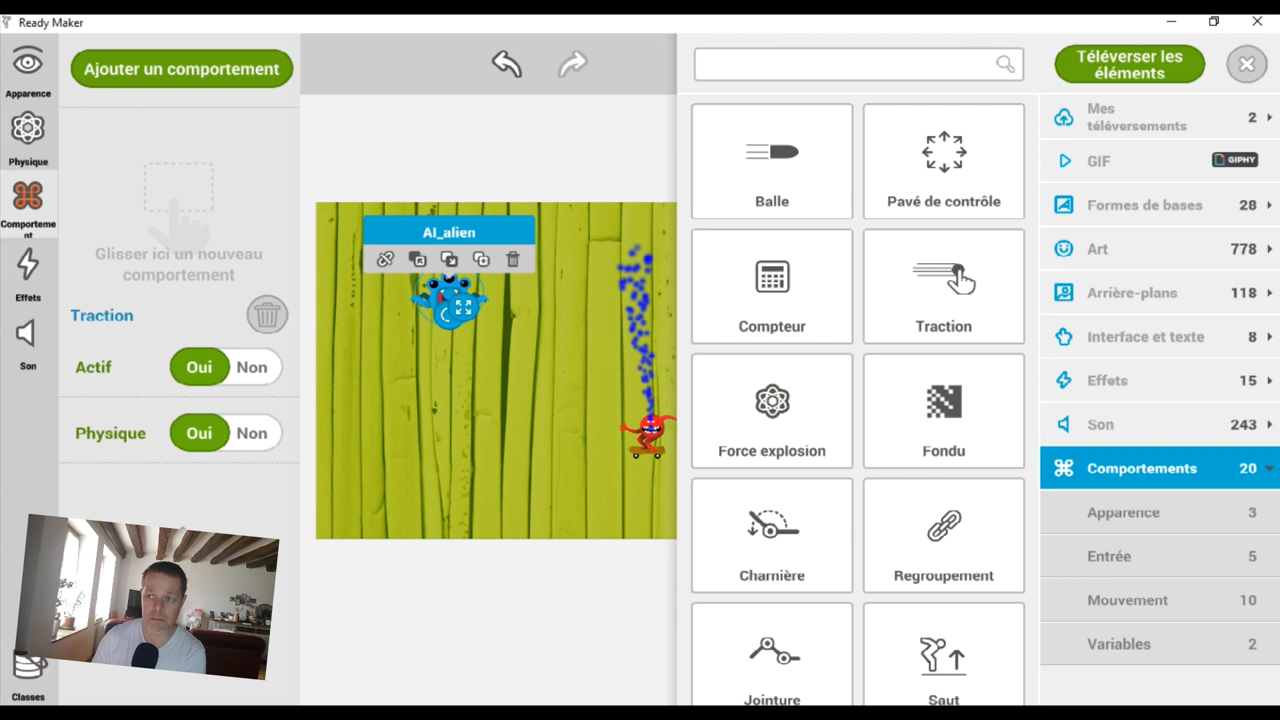 Ready Maker
Apparence
Physique
Comporteme
nt
Effets
Son
Classes
Ajouter un comportement
Glisser ici un nouveau
comportement
Traction
Actif
Oui
Non
Physique
Oui
Non
AI_alien
Balle
Pavé de contrôle
Compteur
Traction
Force explosion
Fondu
Charnière
Regroupement
Jointure
Saut
Téléverser les
éléments
Mes
téléversements
2
GIF
GIPHY
Formes de bases
28
Art
778
Arrière-plans
118
Interface et texte
8
Effets
15
Son
243
Comportements
20
Apparence
3
Entrée
5
Mouvement
10
Variables
2